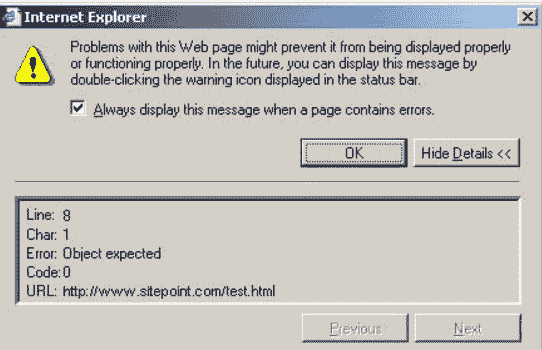 Internet Explorer
Problems with this Web page might prevent it from being displayed properly
or functioning properly. In the future, you can display this message by
double-clicking the warning icon displayed in the status bar.
Always display this message when a page contains errors.
OK
Hide Details <<
Line: 8
Char: 1
Error: Object expected
Code:0
URL: http://www.sitepoint.com/test.html
Previous
Next